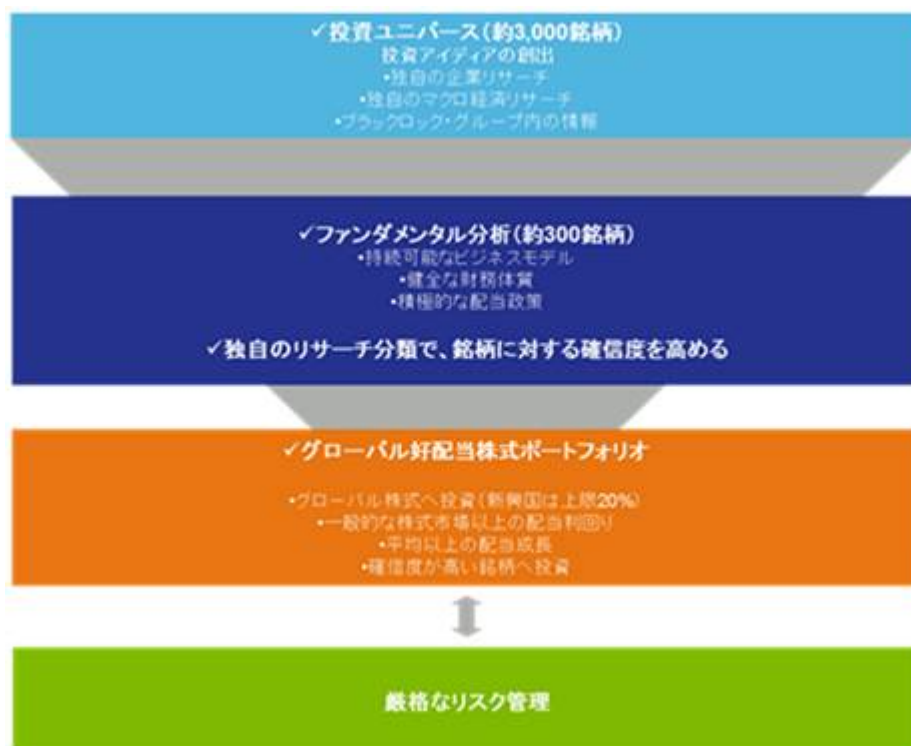 ✓投資ユニバース(約3,000銘柄)
投資アイディアの創出
•独自の企業リサーチ
•独自のマクロ経済リサーチ
•ブラックロック・グループ内の情報
✓ファンダメンタル分析(約300銘柄)
•持続可能なビジネスモデル
•健全な財務体質
•積極的な配当政策
✓独自のリサーチ分類で、銘柄に対する確信度を高める
✓グローバル好配当株式ポートフォリオ
•グローバル株式へ投資(新興国は上限20%)
•一般的な株式市場以上の配当利回り
•平均以上の配当成長
•確信度が高い銘柄へ投資
厳格なリスク管理